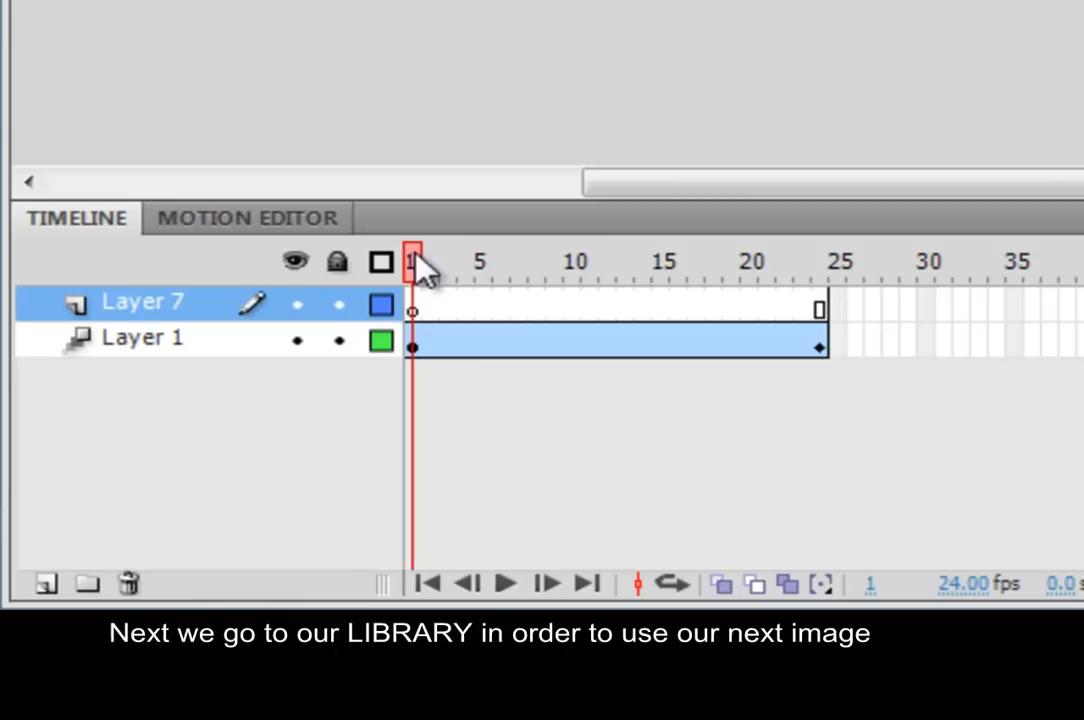 TIMELINE MOTION EDITOR
1 5 10 15 20 25 30 35
Layer 7
Layer 1
1 24.00 fps 0.0
Next we go to our LIBRARY in order to use our next image